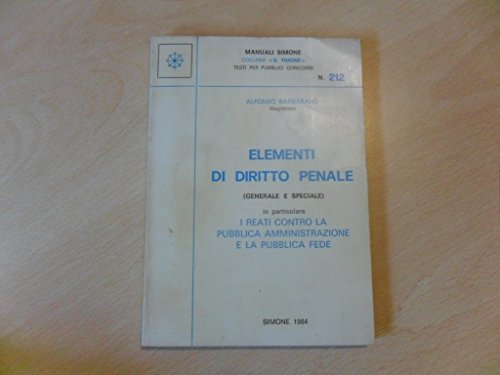 MANUALI SIMONE
COLLANA «IL TIMONE»
TESTI PER PUBBLICI CONCORSI
N. 212
ALFONSO BARBARANO
Magistrato
ELEMENTI
DI DIRITTO PENALE
(GENERALE E SPECIALE)
in particolare
I REATI CONTRO LA
PUBBLICA AMMINISTRAZIONE
E LA PUBBLICA FEDE
SIMONE 1984